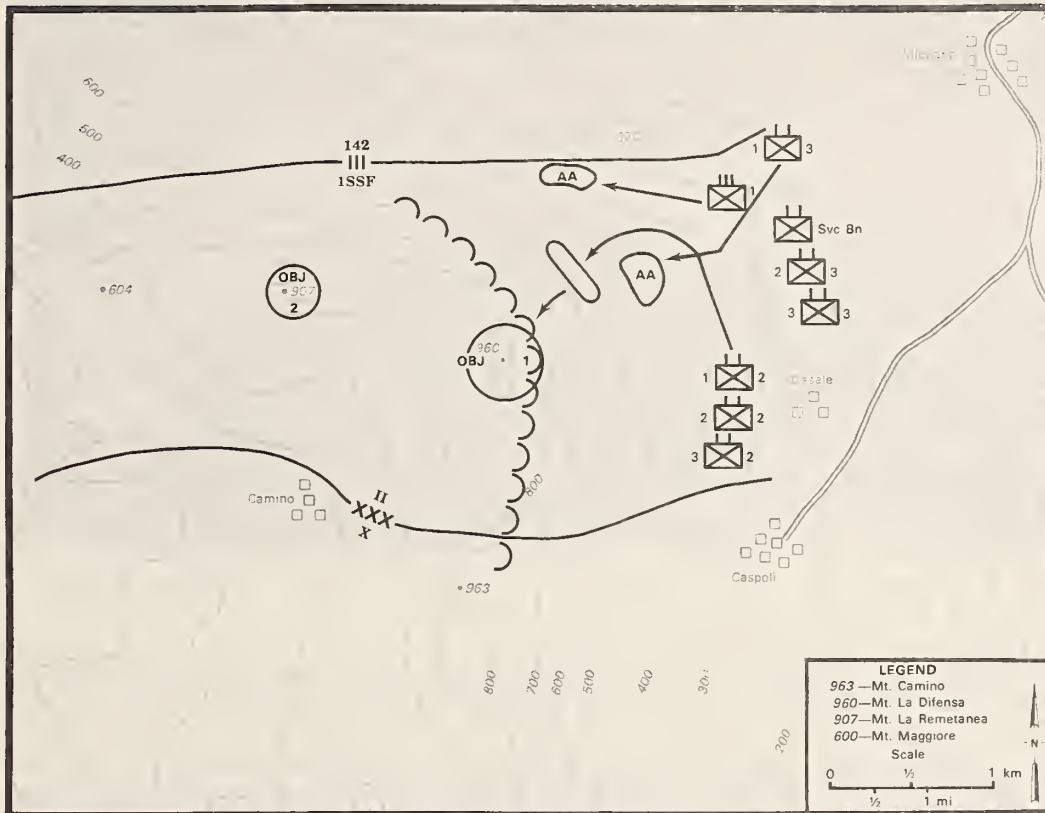 600
500
400
142
III
1SSF
1 3
AA
1
Svc Bn
2 3
3 3
AA
604
OBJ
907
2
960
OBJ 1
1 2
2 2
3 2
Casale
800
Camino
II
XXX
X
963
Caspoli
800
700
600
500
400
200
LEGEND
963—Mt. Camino
960—Mt. La Difensa
907—Mt. La Remetanea
600—Mt. Maggiore
Scale
0 ½ 1 km
½ 1 mi
-N-